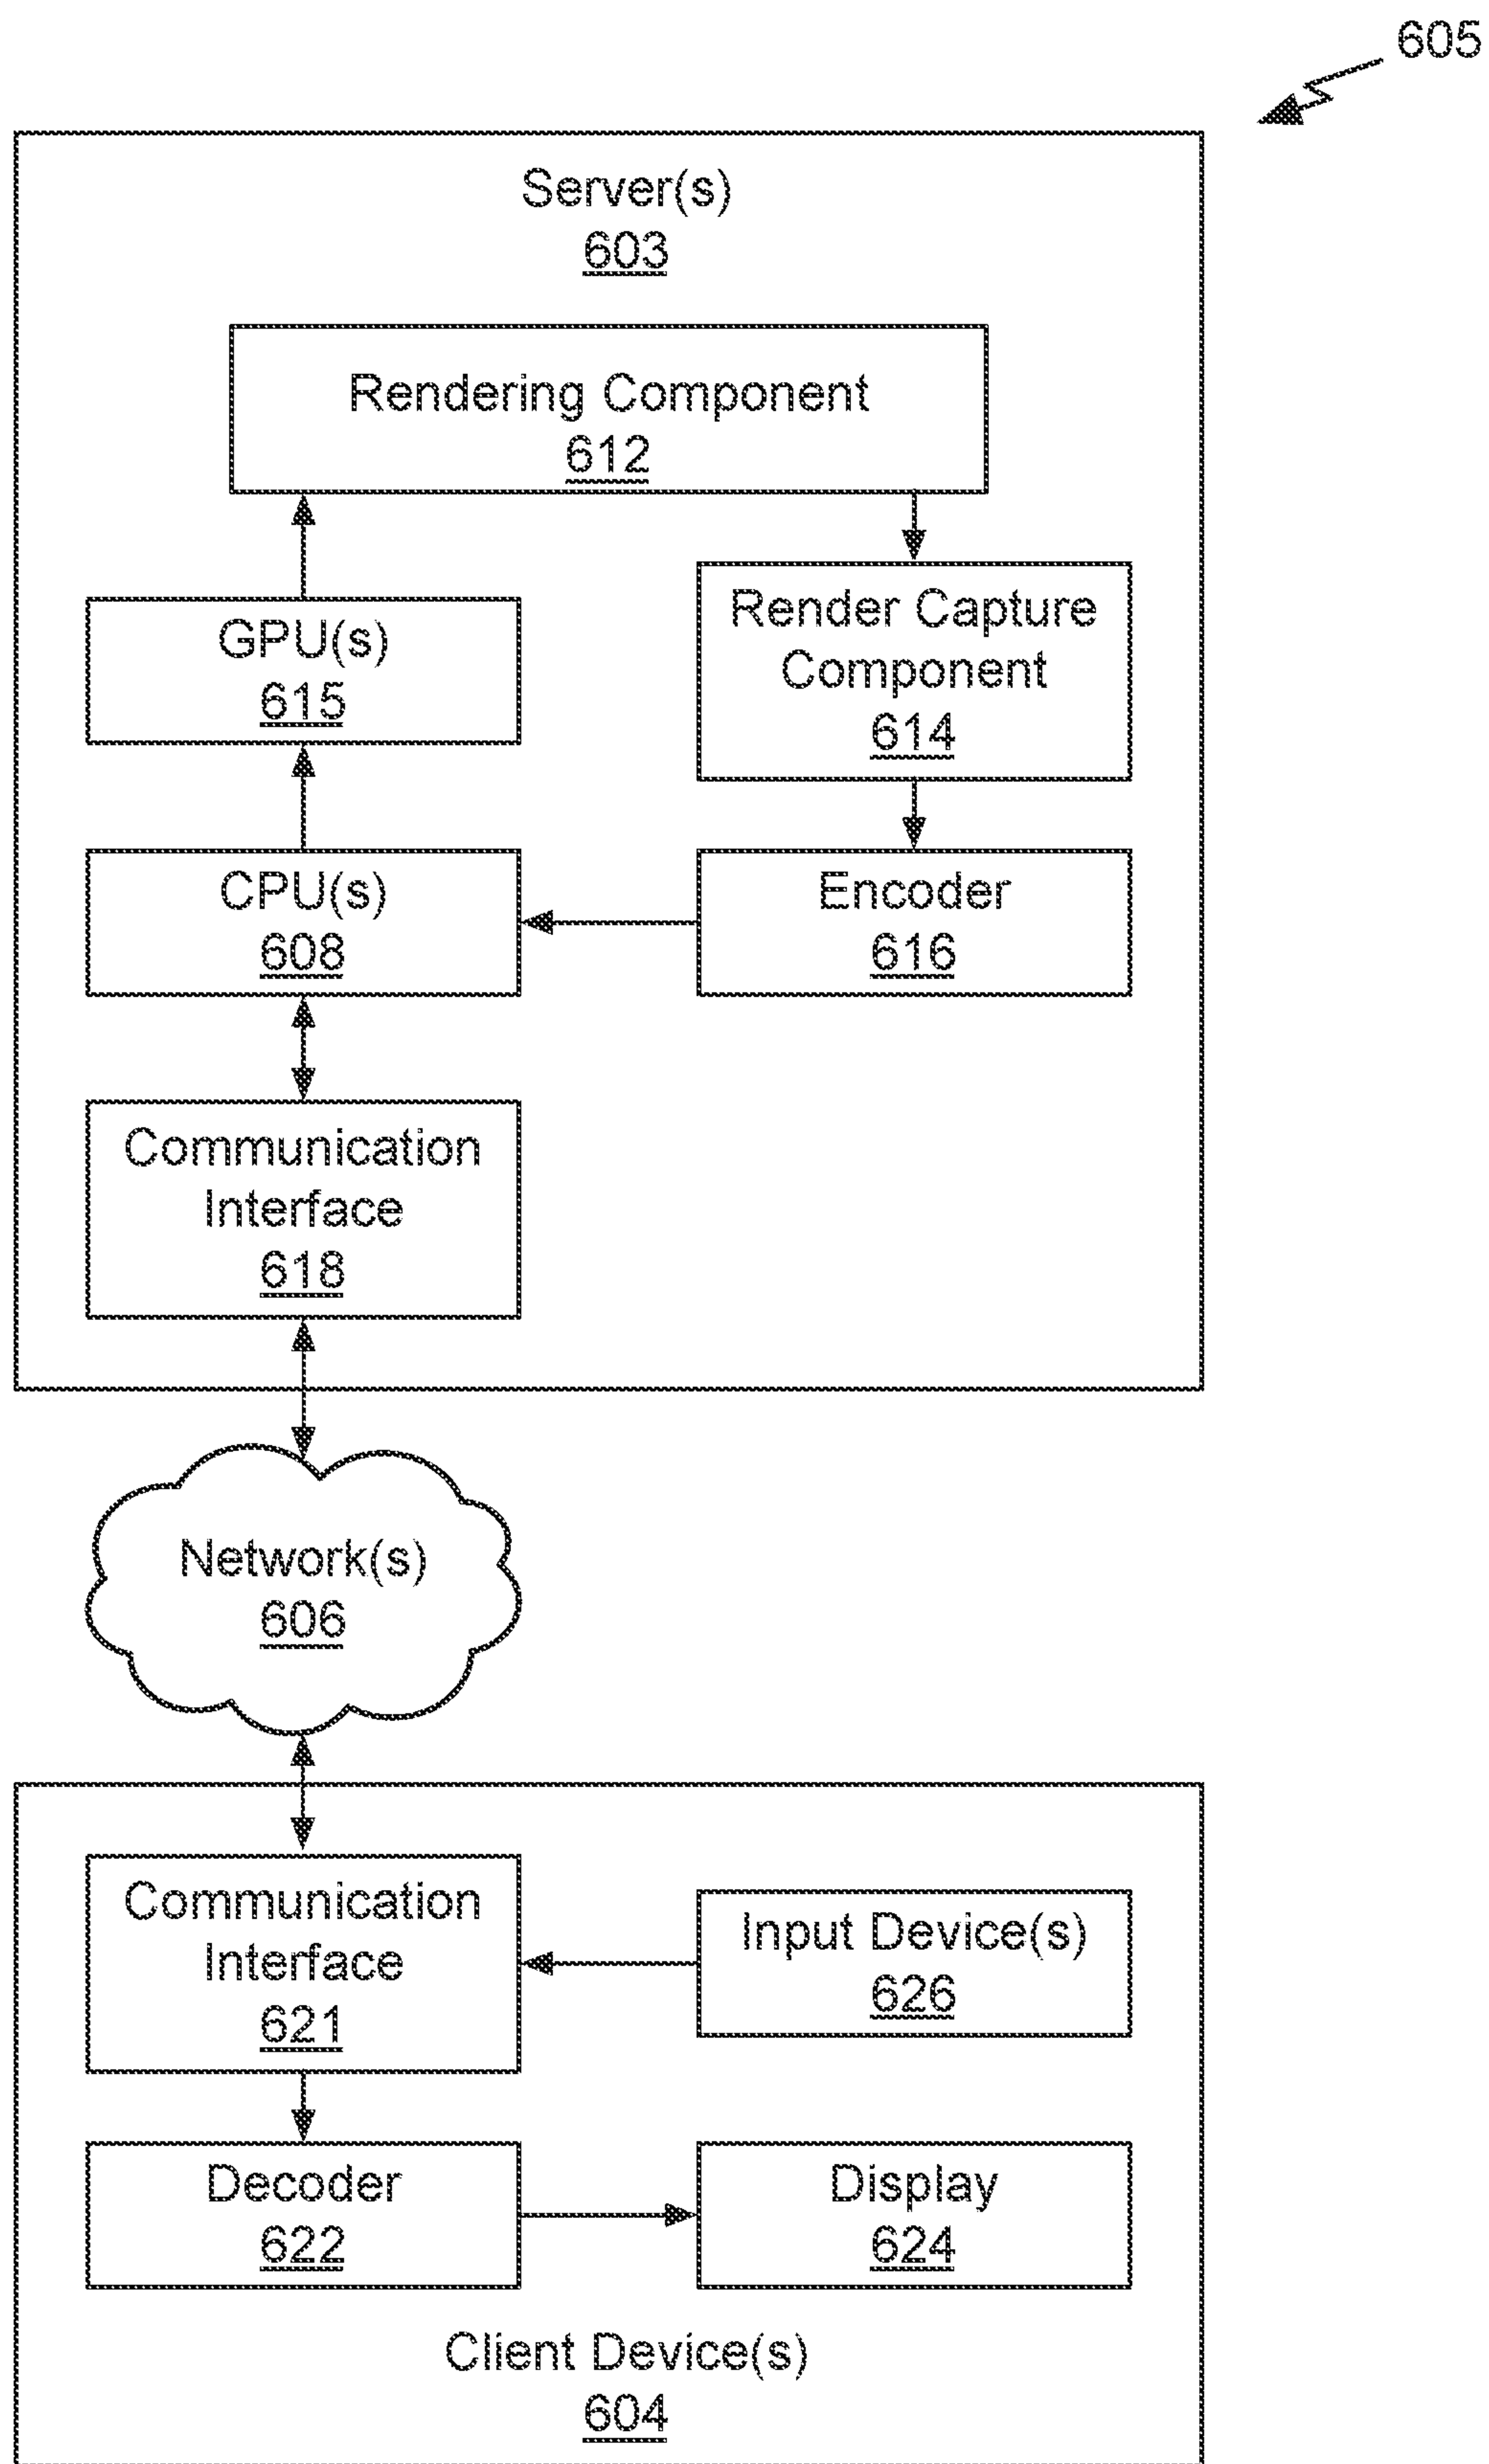 605
Server(s)
603
Rendering Component
612
GPU(s)
615
Render Capture
Component
614
CPU(s)
608
Encoder
616
Communication
Interface
618
Network(s)
606
Communication
Interface
621
Input Device(s)
626
Decoder
622
Display
624
Client Device(s)
604